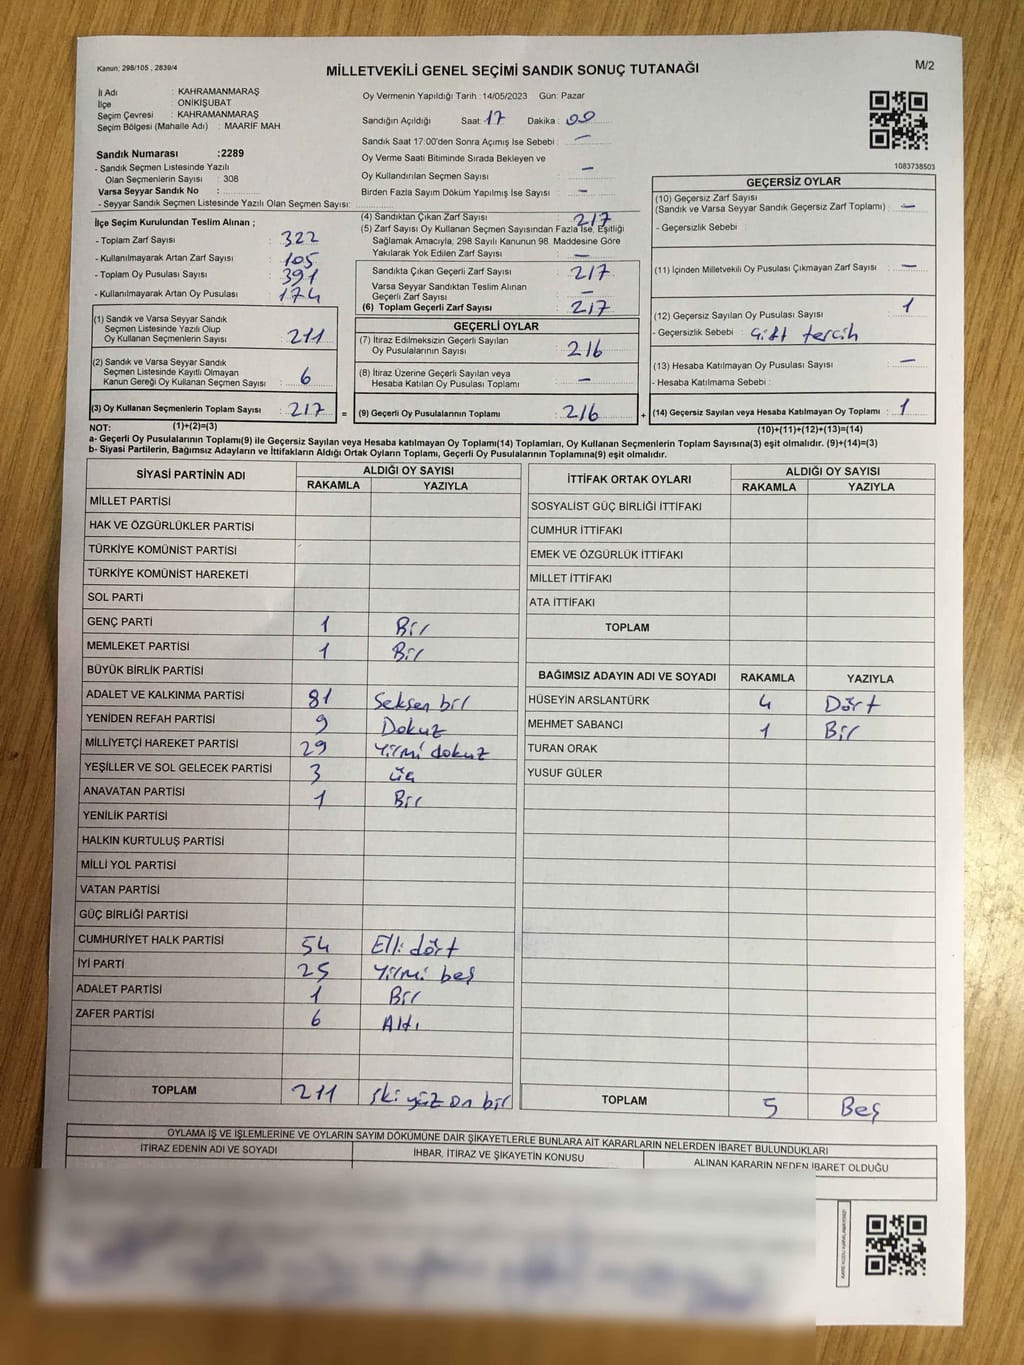 Kanun; 298/105 , 2839/4
MİLLETVEKİLİ GENEL SEÇİMİ SANDIK SONUÇ TUTANAĞI
M/2
İl Adı : KAHRAMANMARAŞ
İlçe : ONİKİŞUBAT
Seçim Çevresi : KAHRAMANMARAŞ
Seçim Bölgesi (Mahalle Adı) : MAARİF MAH
Sandık Numarası :2289
- Sandık Seçmen Listesinde Yazılı
Olan Seçmenlerin Sayısı : 308
Varsa Seyyar Sandık No :
- Seyyar Sandık Seçmen Listesinde Yazılı Olan Seçmen Sayısı:
Oy Vermenin Yapıldığı Tarih :14/05/2023 Gün: Pazar
Sandığın Açıldığı Saat: 17 Dakika : 00
Sandık Saat 17:00'den Sonra Açımış İse Sebebi : —
Oy Verme Saati Bitiminde Sırada Bekleyen ve
Oy Kullandırılan Seçmen Sayısı : —
Birden Fazla Sayım Döküm Yapılmış İse Sayısı : —
1083738503
İlçe Seçim Kurulundan Teslim Alınan ;
- Toplam Zarf Sayısı : 322
- Kullanılmayarak Artan Zarf Sayısı : 105
- Toplam Oy Pusulası Sayısı : 391
- Kullanılmayarak Artan Oy Pusulası : 174
(1) Sandık ve Varsa Seyyar Sandık
Seçmen Listesinde Yazılı Olup
Oy Kullanan Seçmenlerin Sayısı : 211
(2) Sandık ve Varsa Seyyar Sandık
Seçmen Listesinde Kayıtlı Olmayan
Kanun Gereği Oy Kullanan Seçmen Sayısı : 6
(3) Oy Kullanan Seçmenlerin Toplam Sayısı : 217 =
(1)+(2)=(3)
(4) Sandıktan Çıkan Zarf Sayısı : 217
(5) Zarf Sayısı Oy Kullanan Seçmen Sayısından Fazla İse, Eşitliği
Sağlamak Amacıyla; 298 Sayılı Kanunun 98. Maddesine Göre
Yakılarak Yok Edilen Zarf Sayısı : —
Sandıkta Çıkan Geçerli Zarf Sayısı : 217
Varsa Seyyar Sandıktan Teslim Alınan
Geçerli Zarf Sayısı : —
(6) Toplam Geçerli Zarf Sayısı : 217
GEÇERLİ OYLAR
(7) İtiraz Edilmeksizin Geçerli Sayılan
Oy Pusulalarının Sayısı : 216
(8) İtiraz Üzerine Geçerli Sayılan veya
Hesaba Katılan Oy Pusulası Toplamı : —
(9) Geçerli Oy Pusulalarının Toplamı : 216 +
GEÇERSİZ OYLAR
(10) Geçersiz Zarf Sayısı
(Sandık ve Varsa Seyyar Sandık Geçersiz Zarf Toplamı) : —
- Geçersizlik Sebebi :
(11) İçinden Milletvekili Oy Pusulası Çıkmayan Zarf Sayısı : —
(12) Geçersiz Sayılan Oy Pusulası Sayısı : 1
- Geçersizlik Sebebi : Çift tercih
(13) Hesaba Katılmayan Oy Pusulası Sayısı : —
- Hesaba Katılmama Sebebi :
(14) Geçersiz Sayılan veya Hesaba Katılmayan Oy Toplamı : 1
(10)+(11)+(12)+(13)=(14)
NOT:
a- Geçerli Oy Pusulalarının Toplamı(9) ile Geçersiz Sayılan veya Hesaba katılmayan Oy Toplamı(14) Toplamları, Oy Kullanan Seçmenlerin Toplam Sayısına(3) eşit olmalıdır. (9)+(14)=(3)
b- Siyasi Partilerin, Bağımsız Adayların ve İttifakların Aldığı Ortak Oyların Toplamı, Geçerli Oy Pusulalarının Toplamına(9) eşit olmalıdır.
SİYASİ PARTİNİN ADI ALDIĞI OY SAYISI
RAKAMLA YAZIYLA
MİLLET PARTİSİ
HAK VE ÖZGÜRLÜKLER PARTİSİ
TÜRKİYE KOMÜNİST PARTİSİ
TÜRKİYE KOMÜNİST HAREKETİ
SOL PARTİ
GENÇ PARTİ 1 Bir
MEMLEKET PARTİSİ 1 Bir
BÜYÜK BİRLİK PARTİSİ
ADALET VE KALKINMA PARTİSİ 81 Seksen bir
YENİDEN REFAH PARTİSİ 9 Dokuz
MİLLİYETÇİ HAREKET PARTİSİ 29 Yirmi dokuz
YEŞİLLER VE SOL GELECEK PARTİSİ 3 üç
ANAVATAN PARTİSİ 1 Bir
YENİLİK PARTİSİ
HALKIN KURTULUŞ PARTİSİ
MİLLİ YOL PARTİSİ
VATAN PARTİSİ
GÜÇ BİRLİĞİ PARTİSİ
CUMHURİYET HALK PARTİSİ 54 Elli dört
İYİ PARTİ 25 Yirmi beş
ADALET PARTİSİ 1 Bir
ZAFER PARTİSİ 6 Altı
TOPLAM 211 iki yüz on bir
İTTİFAK ORTAK OYLARI ALDIĞI OY SAYISI
RAKAMLA YAZIYLA
SOSYALİST GÜÇ BİRLİĞİ İTTİFAKI
CUMHUR İTTİFAKI
EMEK VE ÖZGÜRLÜK İTTİFAKI
MİLLET İTTİFAKI
ATA İTTİFAKI
TOPLAM
BAĞIMSIZ ADAYIN ADI VE SOYADI RAKAMLA YAZIYLA
HÜSEYİN ARSLANTÜRK 4 Dört
MEHMET SABANCI 1 Bir
TURAN ORAK
YUSUF GÜLER
TOPLAM 5 Beş
OYLAMA İŞ VE İŞLEMLERİNE VE OYLARIN SAYIM DÖKÜMÜNE DAİR ŞİKAYETLERLE BUNLARA AİT KARARLARIN NELERDEN İBARET BULUNDUKLARI
İTİRAZ EDENİN ADI VE SOYADI İHBAR, İTİRAZ VE ŞİKAYETİN KONUSU ALINAN KARARIN NEDEN İBARET OLDUĞU